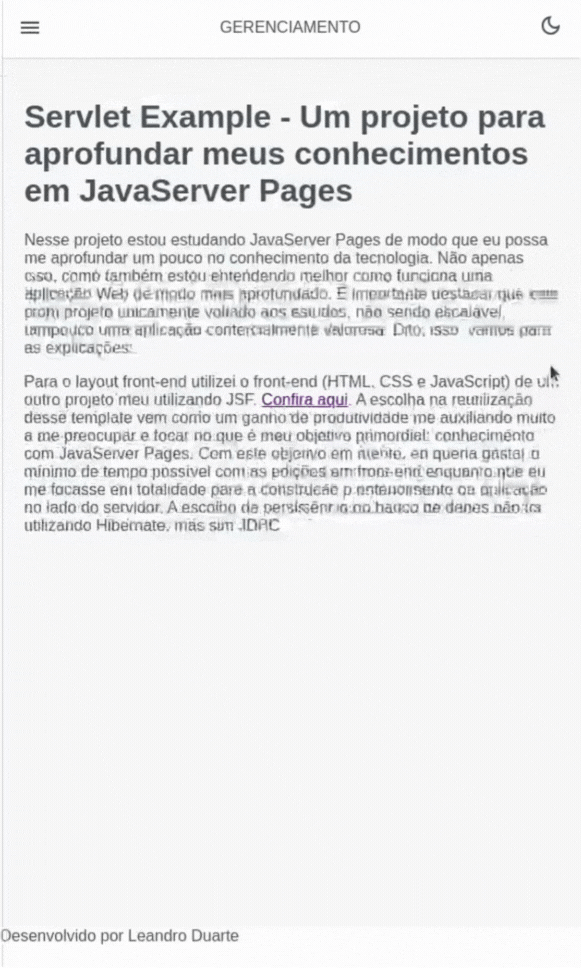 GERENCIAMENTO
Servlet Example - Um projeto para
aprofundar meus conhecimentos
em JavaServer Pages
Nesse projeto estou estudando JavaServer Pages de modo que eu possa
me aprofundar um pouco no conhecimento da tecnologia. Não apenas
isso, como também estou entendendo melhor como funciona uma
aplicação Web de modo mais aprofundado. É importante destacar que
projeto unicamente voltado aos estudos, não sendo escalável,
tampouco uma aplicação comercialmente valorosa. Dito, isso vamos para
as explicações:
Para o layout front-end utilizei o front-end (HTML, CSS e JavaScript) de
outro projeto meu utilizando JSF. Confira aqui. A escolha na reutilização
desse template vem como um ganho de produtividade me auxiliando muito
a me preocupar e focar no que é meu objetivo primordial: conhecimento
com JavaServer Pages. Com este objetivo em mente, eu queria gastar o
mínimo de tempo possível com as edições em front-end enquanto que eu
me focasse em totalidade para a construção da aplicação
no lado do servidor. A escolha da persistência no banco de dados não
utilizando Hibernate, mas sim JDBC
Desenvolvido por Leandro Duarte